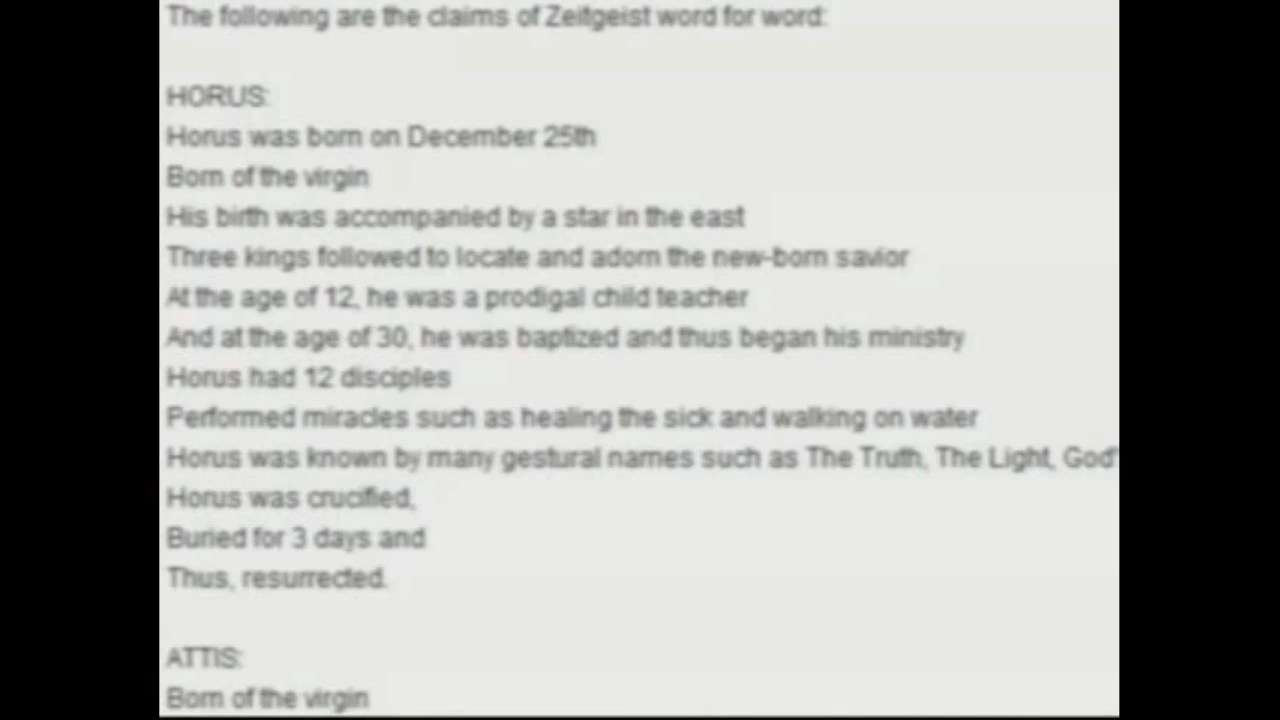 The following are the claims of Zeitgeist word for word:
HORUS:
Horus was born on December 25th
Born of the virgin
His birth was accompanied by a star in the east
Three kings followed to locate and adorn the new-born savior
At the age of 12, he was a prodigal child teacher
And at the age of 30, he was baptized and thus began his ministry
Horus had 12 disciples
Performed miracles such as healing the sick and walking on water
Horus was known by many gestural names such as The Truth, The Light, God'
Horus was crucified,
Buried for 3 days and
Thus, resurrected.
ATTIS:
Born of the virgin